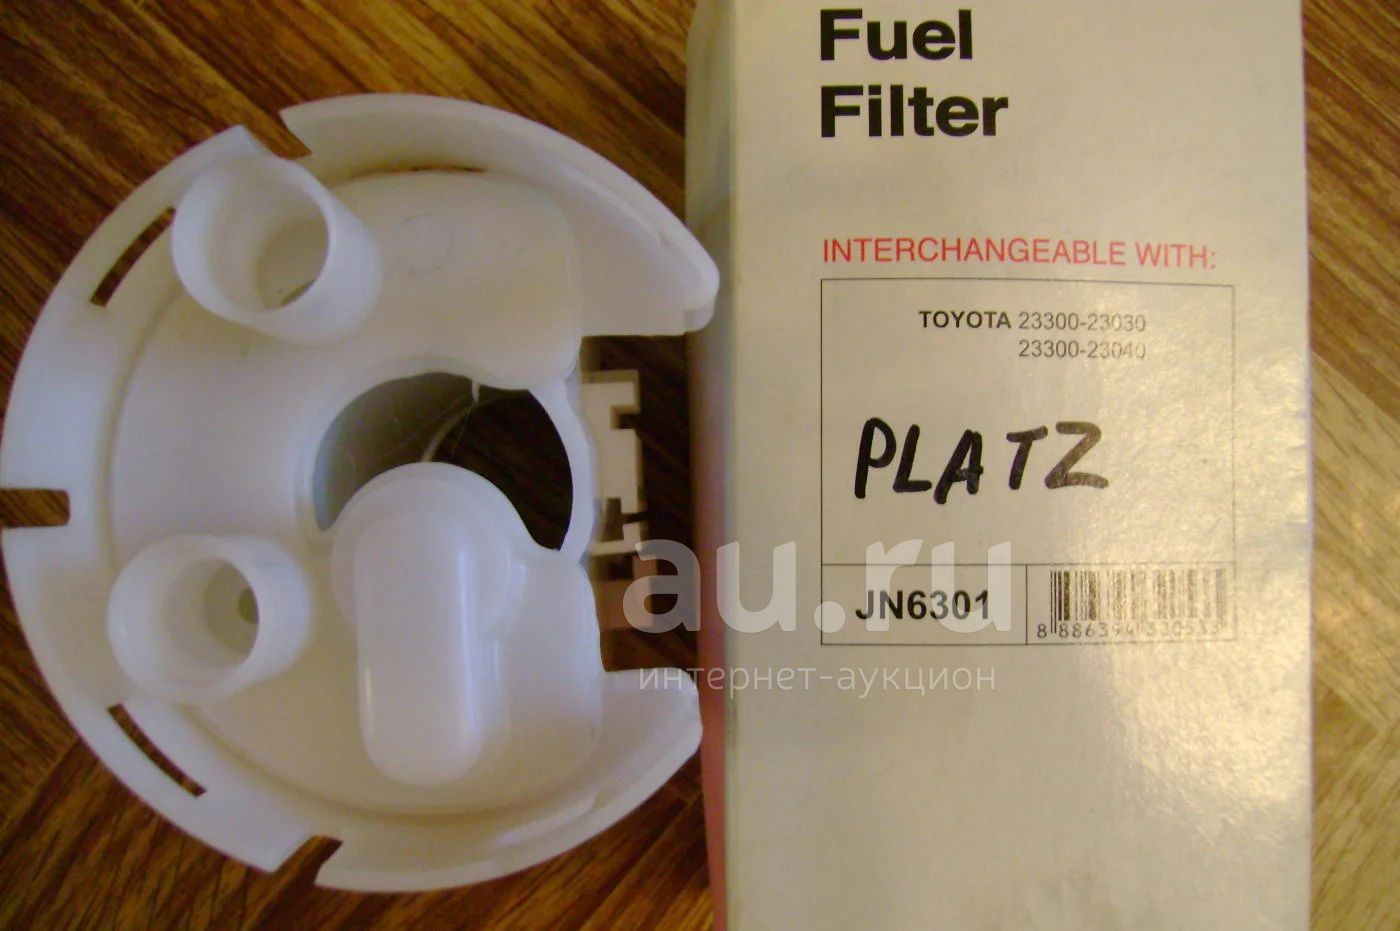 Fuel
Filter
INTERCHANGEABLE WITH:
TOYOTA 23300-23030
23300-23040
PLATZ
JN6301
au.ru
интернет-аукцион